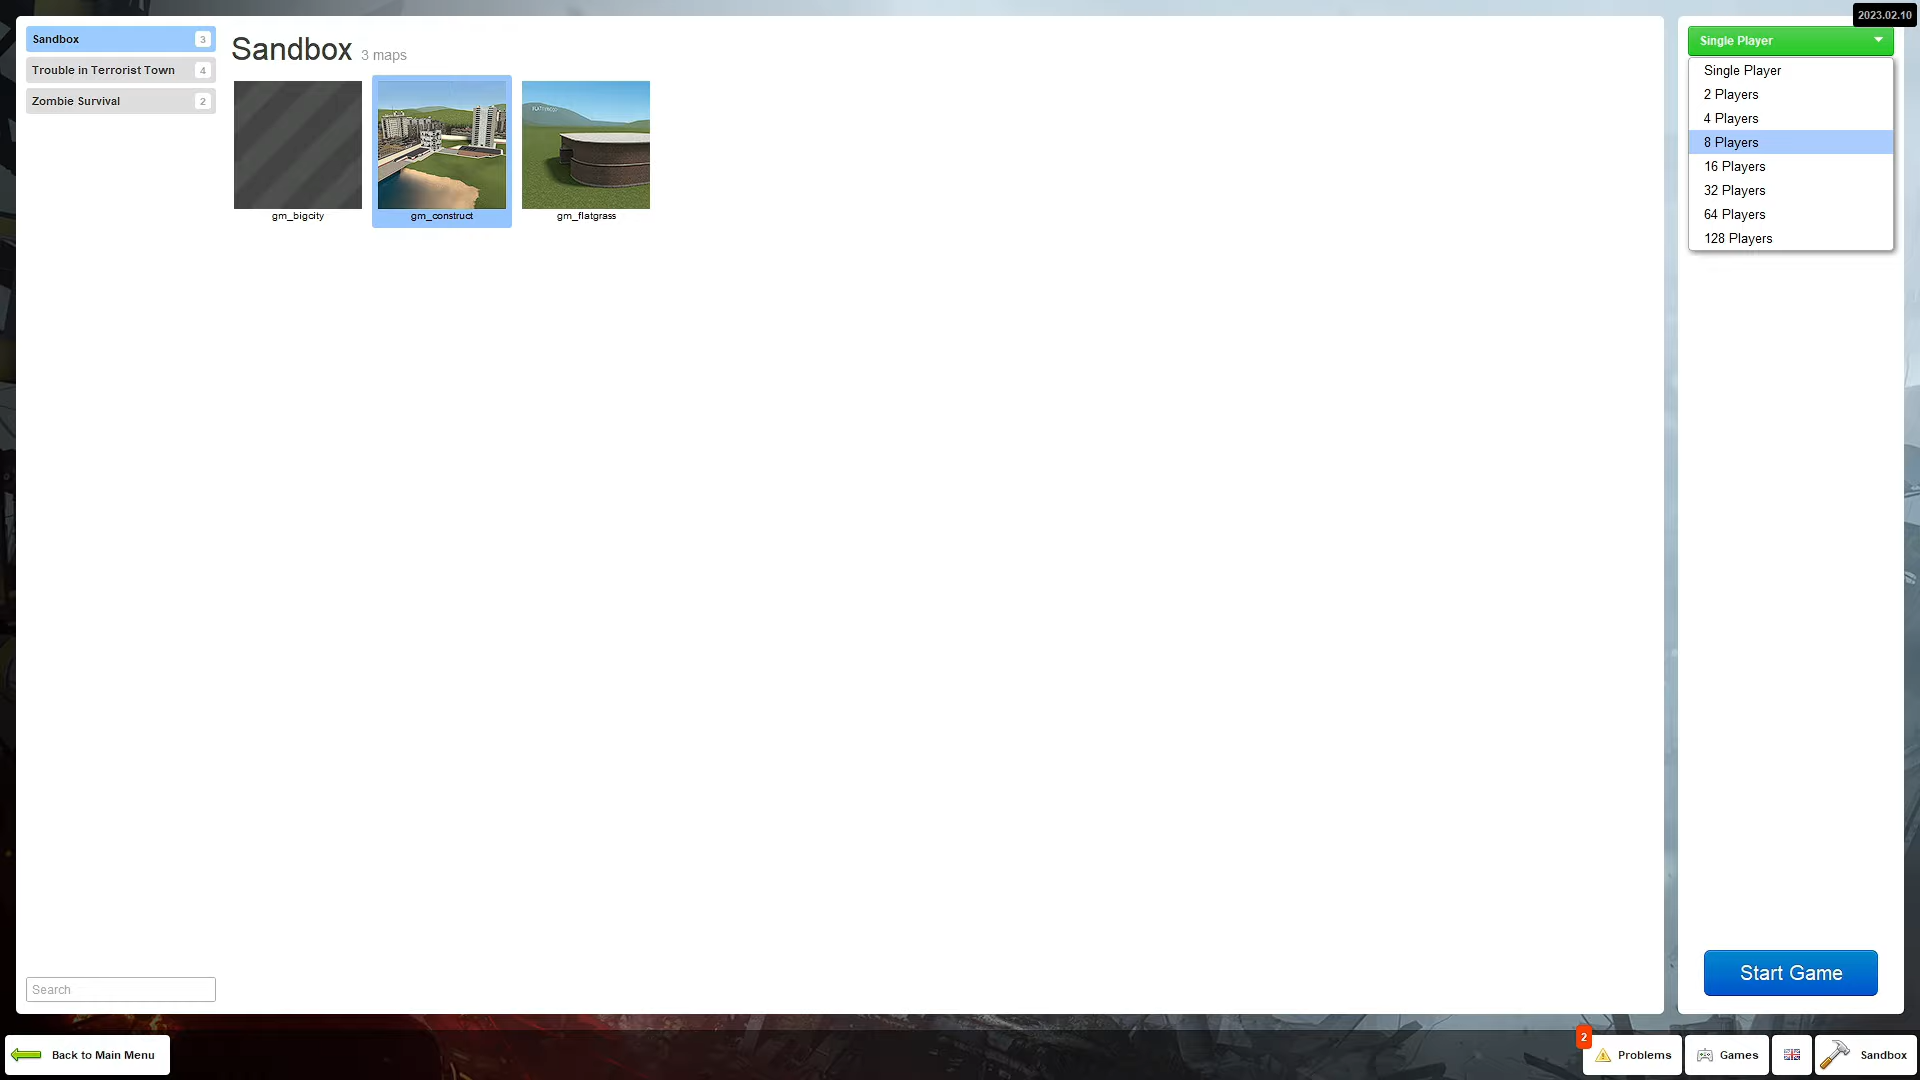 2023.02.10
Sandbox 3
Trouble in Terrorist Town 4
Zombie Survival 2
Sandbox 3 maps
gm_bigcity
gm_construct
gm_flatgrass
Single Player
Single Player
2 Players
4 Players
8 Players
16 Players
32 Players
64 Players
128 Players
Start Game
Search
Back to Main Menu
2
Problems
Games
Sandbox